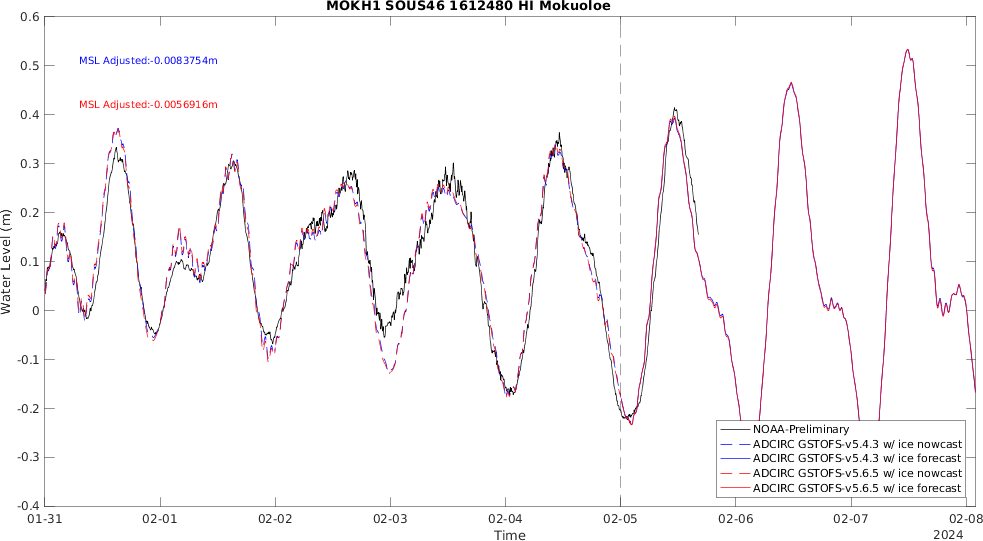 MOKH1 SOUS46 1612480 HI Mokuoloe
0.6
0.5
0.4
0.3
0.2
0.1
0
-0.1
-0.2
-0.3
-0.4
Water Level (m)
MSL Adjusted:-0.0083754m
MSL Adjusted:-0.0056916m
NOAA-Preliminary
ADCIRC GSTOFS-v5.4.3 w/ ice nowcast
ADCIRC GSTOFS-v5.4.3 w/ ice forecast
ADCIRC GSTOFS-v5.6.5 w/ ice nowcast
ADCIRC GSTOFS-v5.6.5 w/ ice forecast
01-31 02-01 02-02 02-03 02-04 02-05 02-06 02-07 02-08
Time
2024